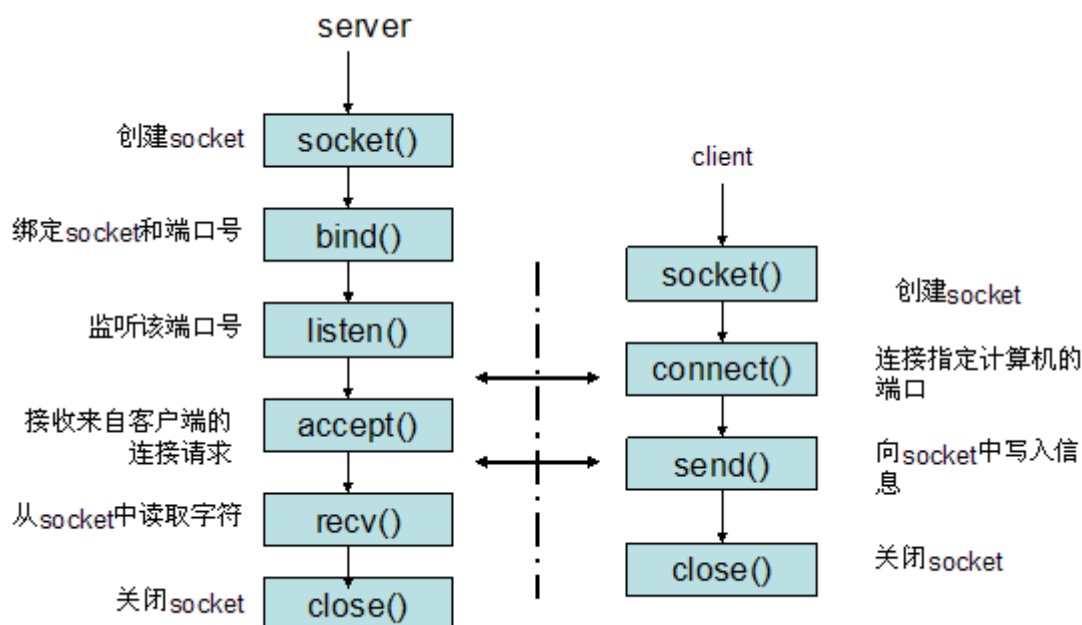 server
创建socket
socket()
绑定socket和端口号
bind()
监听该端口号
listen()
接收来自客户端的
连接请求
accept()
从socket中读取字符
recv()
关闭socket
close()
client
socket()
创建socket
connect()
连接指定计算机的
端口
send()
向socket中写入信
息
close()
关闭socket